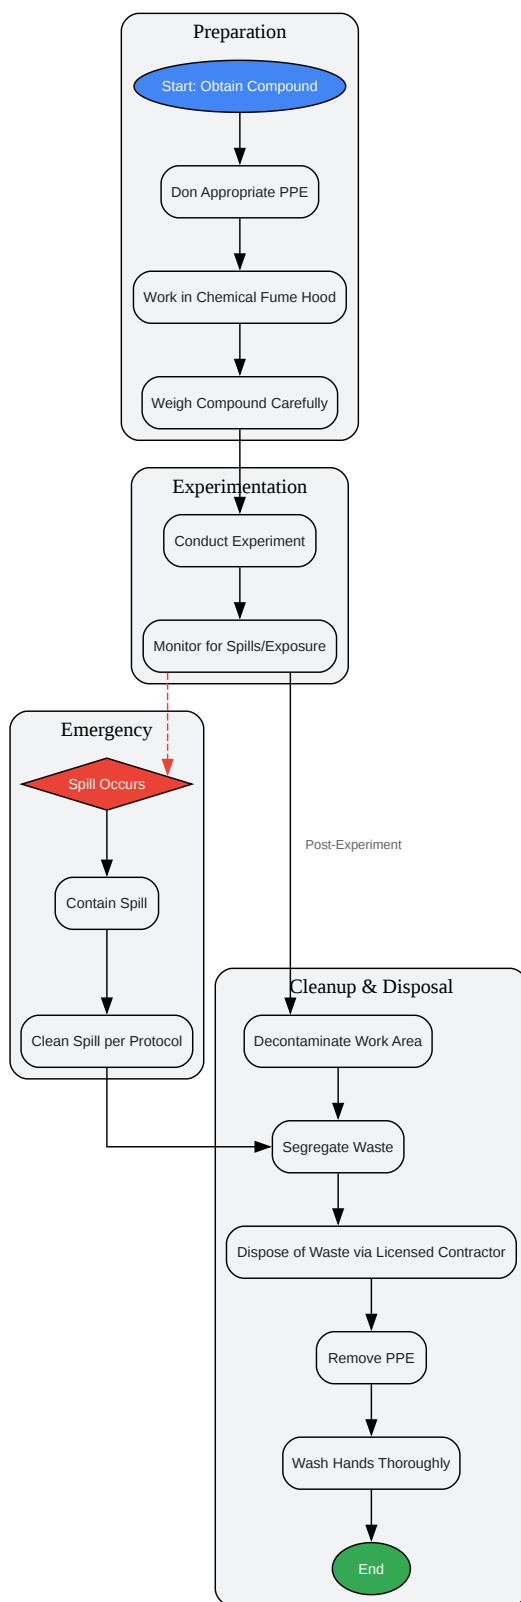 Preparation
Start: Obtain Compound
Don Appropriate PPE
Work in Chemical Fume Hood
Weigh Compound Carefully
Experimentation
Conduct Experiment
Monitor for Spills/Exposure
Emergency
Spill Occurs
Post-Experiment
Contain Spill
Clean Spill per Protocol
Cleanup & Disposal
Decontaminate Work Area
Segregate Waste
Dispose of Waste via Licensed Contractor
Remove PPE
Wash Hands Thoroughly
End